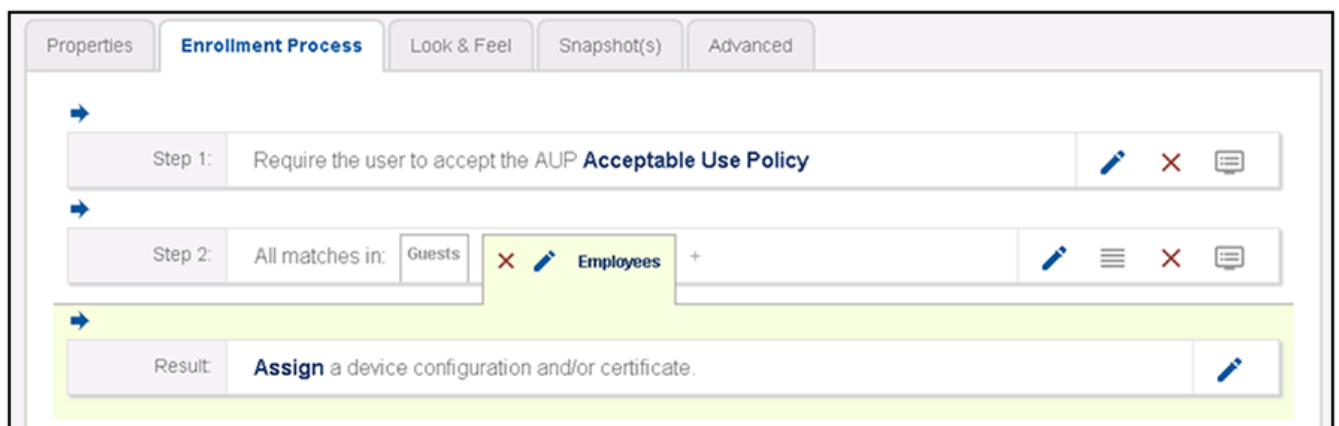 Properties Enrollment Process Look & Feel Snapshot(s) Advanced
Step 1: Require the user to accept the AUP Acceptable Use Policy
Step 2: All matches in: Guests Employees +
Result: Assign a device configuration and/or certificate.